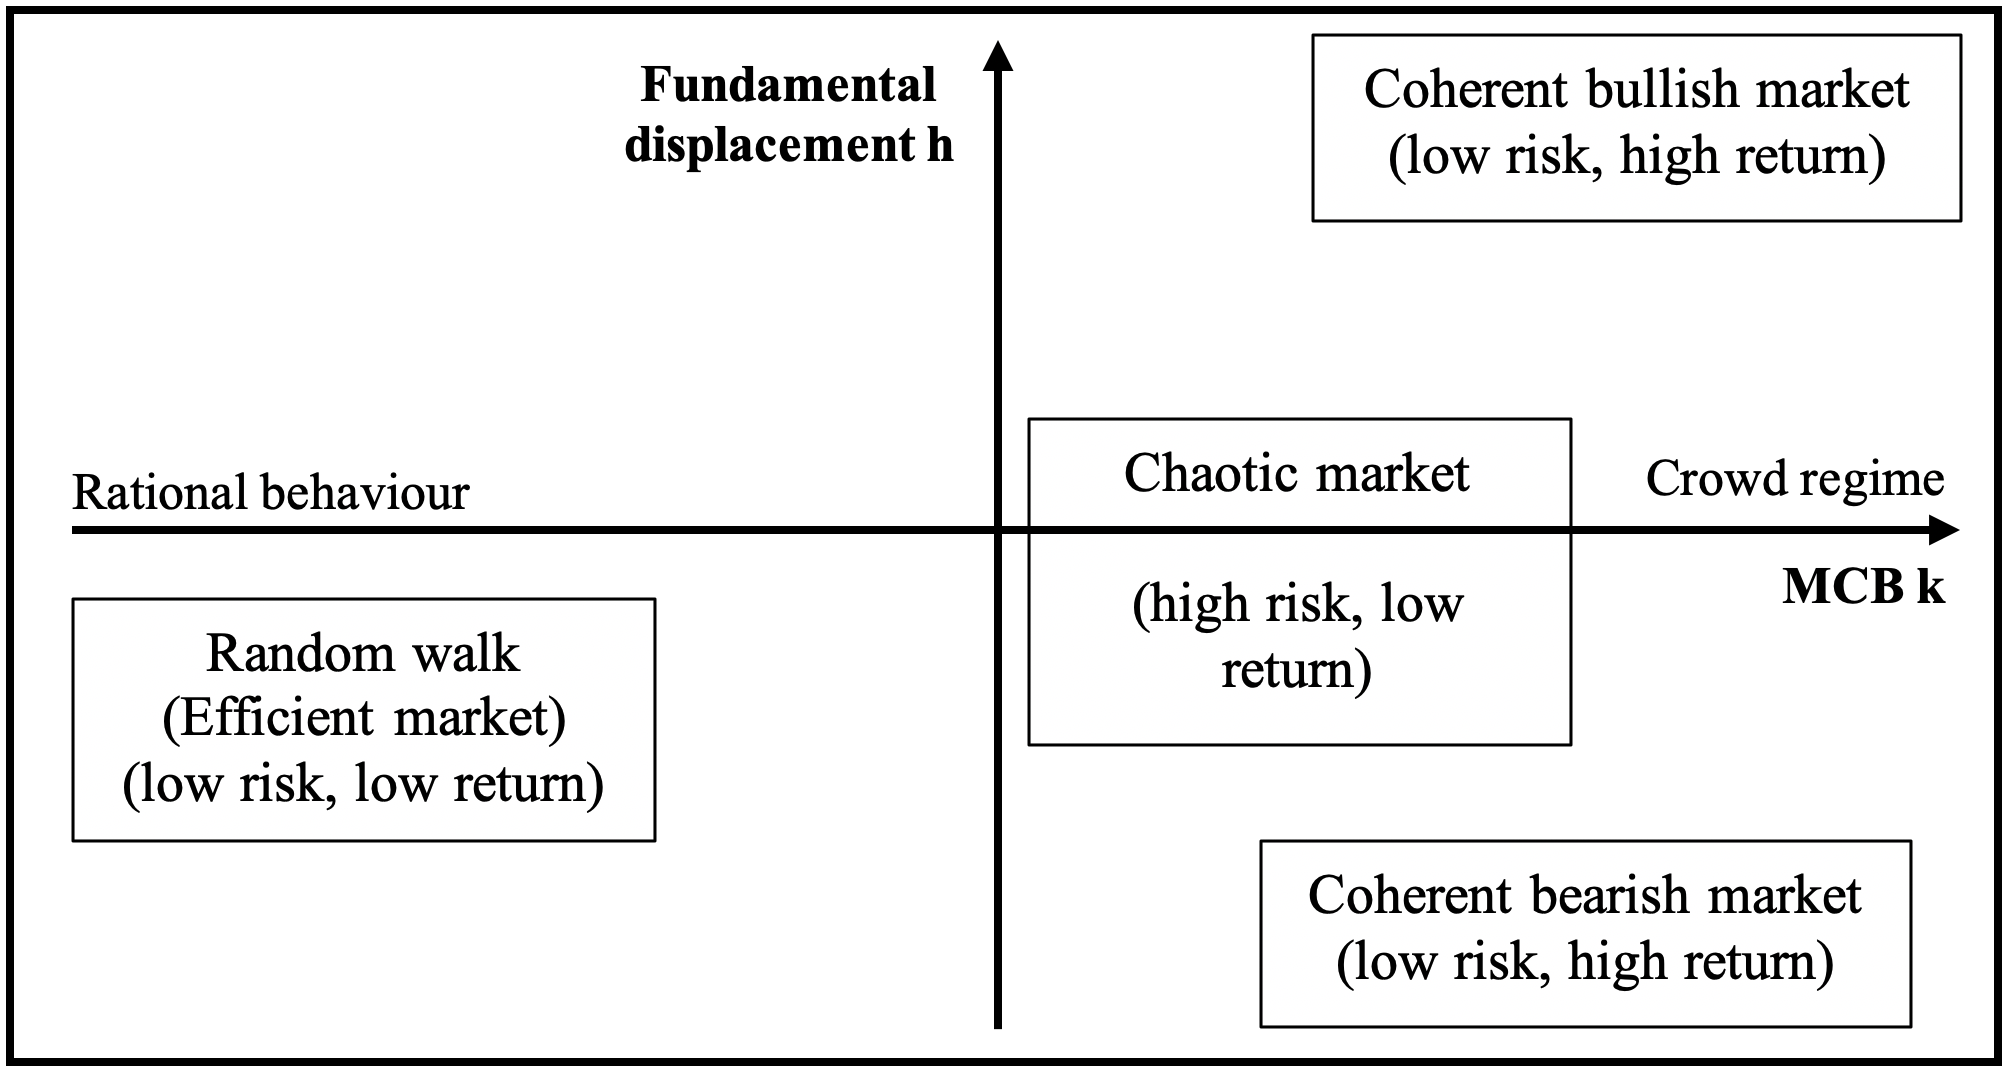 Fundamental
displacement h
Coherent bullish market
(low risk, high return)
Rational behaviour
Chaotic market
(high risk, low
return)
Crowd regime
MCB k
Random walk
(Efficient market)
(low risk, low return)
Coherent bearish market
(low risk, high return)